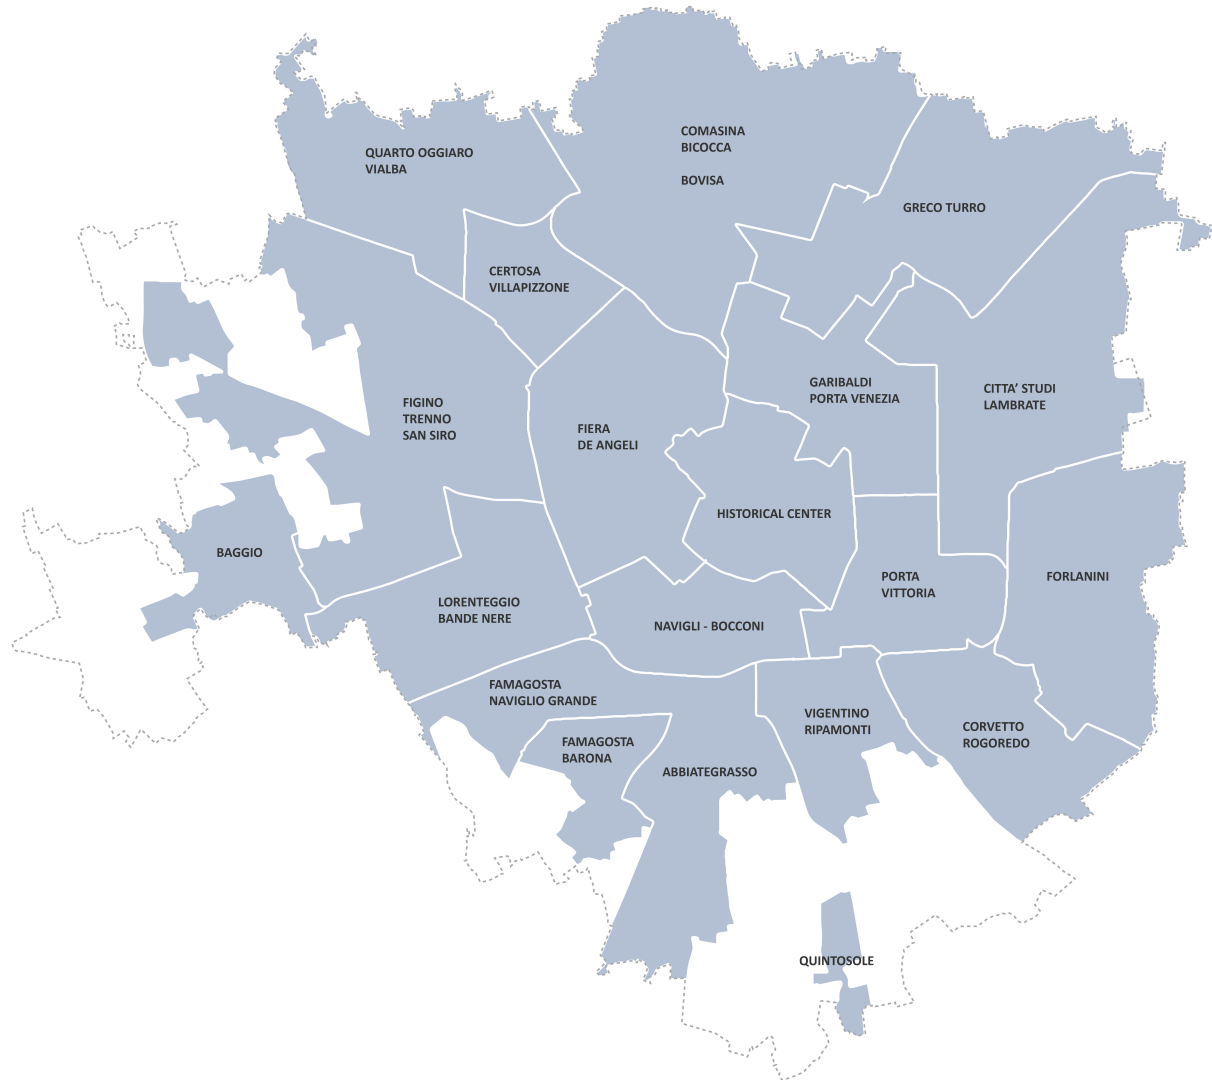 COMASINA
BICOCCA
BOVISA
QUARTO OGGIARO
VIALBA
GRECO TURRO
CERTOSA
VILLAPIZZONE
GARIBALDI
PORTA VENEZIA
CITTA’ STUDI
LAMBRATE
FIGINO
TRENNO
SAN SIRO
FIERA
DE ANGELI
HISTORICAL CENTER
BAGGIO
PORTA
VITTORIA
FORLANINI
LORENTEGGIO
BANDE NERE
NAVIGLI - BOCCONI
FAMAGOSTA
NAVIGLIO GRANDE
VIGENTINO
RIPAMONTI
CORVETTO
ROGOREDO
FAMAGOSTA
BARONA
ABBIATEGRASSO
QUINTOSOLE